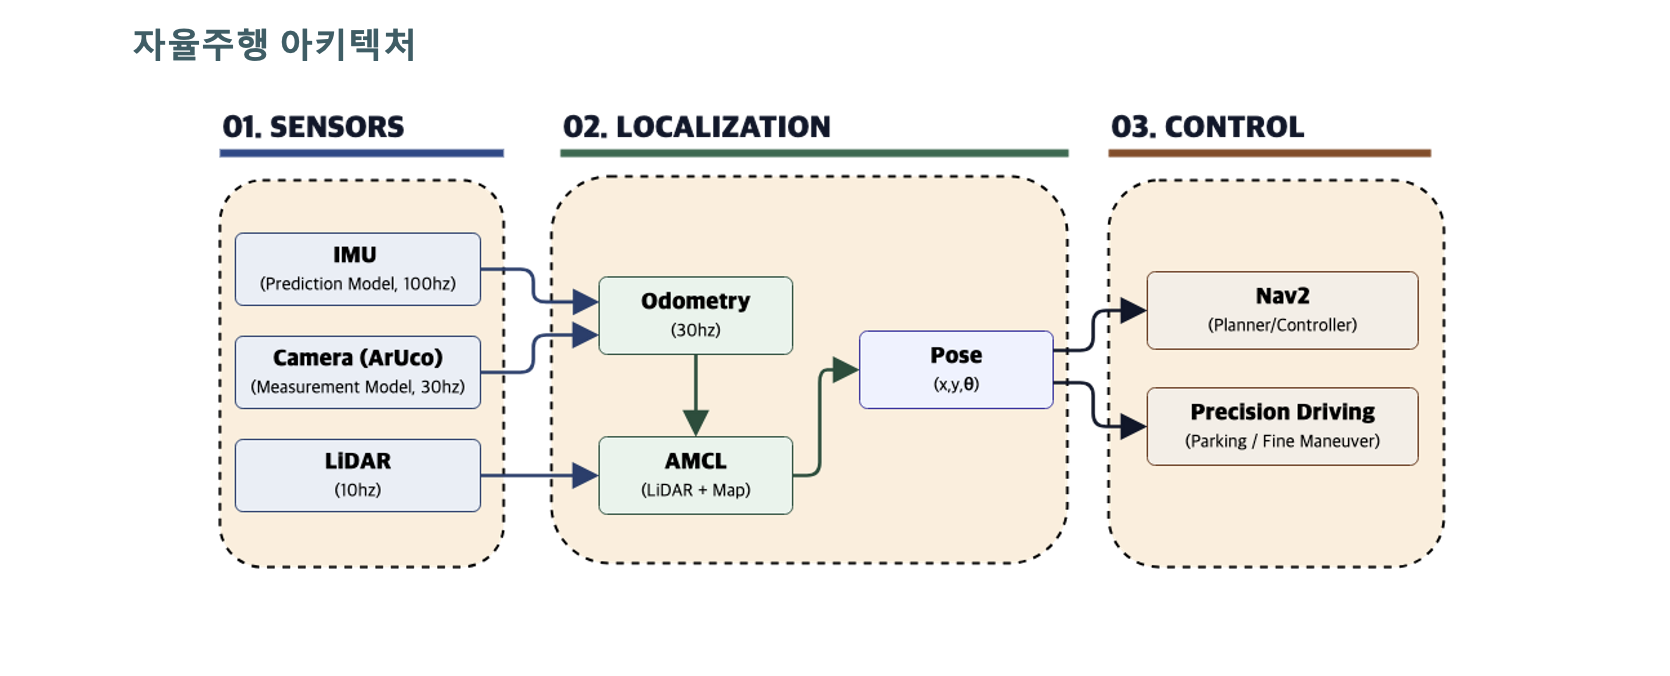 자율주행 아키텍처
01. SENSORS
IMU
(Prediction Model, 100hz)
Camera (ArUco)
(Measurement Model, 30hz)
LiDAR
(10hz)
02. LOCALIZATION
Odometry
(30hz)
AMCL
(LiDAR + Map)
Pose
(x,y,θ)
03. CONTROL
Nav2
(Planner/Controller)
Precision Driving
(Parking / Fine Maneuver)